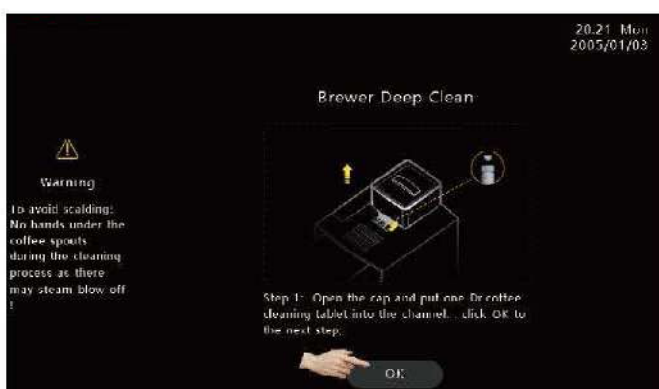 20:21 Mon
2005/01/03
Brewer Deep Clean
Warning
To avoid scalding!
No hands under the
coffee spouts
during the cleaning
process as there
may steam blow off
!
Step 1: Open the cap and put one Dr.coffee
cleaning tablet into the channel. , click OK to
the next step;
OK